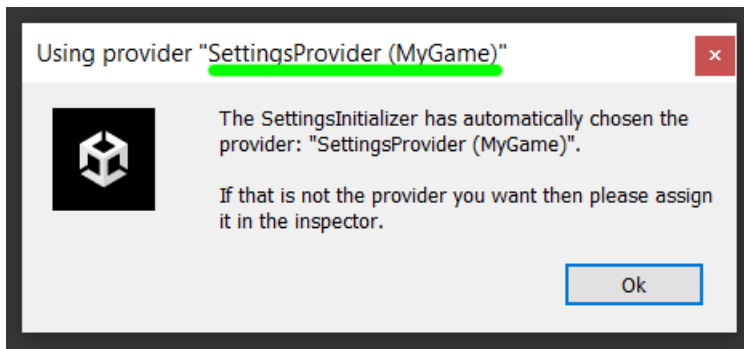 Using provider "SettingsProvider (MyGame)"
The SettingsInitializer has automatically chosen the
provider: "SettingsProvider (MyGame)".
If that is not the provider you want then please assign
it in the inspector.
Ok